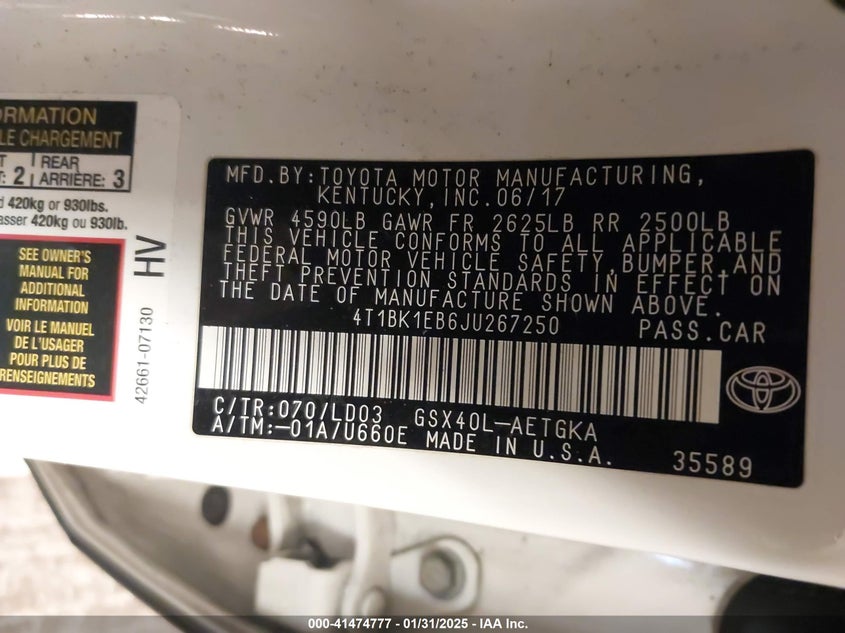 ORMATION
LE CHARGEMENT
T REAR
: 2 ARRIÈRE: 3
d 420kg or 930lbs.
asser 420kg ou 930lb.
SEE OWNER'S
MANUAL FOR
ADDITIONAL
INFORMATION
VOIR LE MANUEL
DE L'USAGER
POUR PLUS DE
RENSEIGNEMENTS
42661-07130 HV
MFD.BY:TOYOTA MOTOR MANUFACTURING,
KENTUCKY,INC.06/17
GVWR 4590LB GAWR FR 2625LB RR 2500LB
THIS VEHICLE CONFORMS TO ALL APPLICABLE
FEDERAL MOTOR VEHICLE SAFETY,BUMPER,AND
THEFT PREVENTION STANDARDS IN EFFECT ON
THE DATE OF MANUFACTURE SHOWN ABOVE.
4T1BK1EB6JU267250 PASS.CAR
C/TR:070/LD03 GSX40L-AETGKA
A/TM:-01A/U660E MADE IN U.S.A. 35589
000-41474777 - 01/31/2025 - IAA Inc.